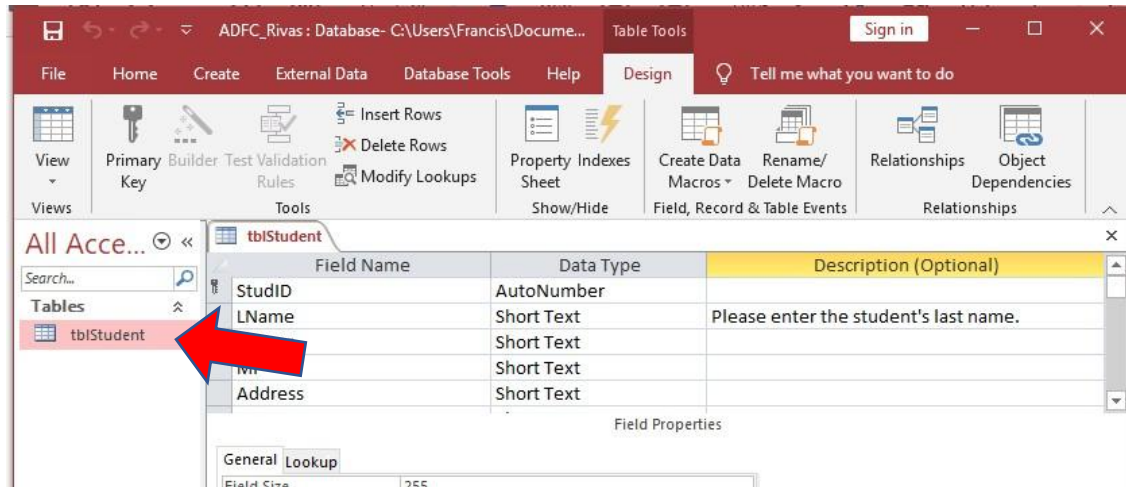 ADFC_Rivas : Database- C:\Users\Francis\Docume... Table Tools Sign in
File Home Create External Data Database Tools Help Design Tell me what you want to do
View
Primary Key
Builder
Test Validation Rules
Insert Rows
Delete Rows
Modify Lookups
Property Sheet
Indexes
Create Data Macros
Rename/ Delete Macro
Relationships
Object Dependencies
Views Tools Show/Hide Field, Record & Table Events Relationships
All Acce... «
Search...
Tables
tblStudent
tblStudent
Field Name Data Type Description (Optional)
StudID AutoNumber
LName Short Text Please enter the student's last name.
Short Text
Short Text
Address Short Text
Field Properties
General Lookup
Field Size 255